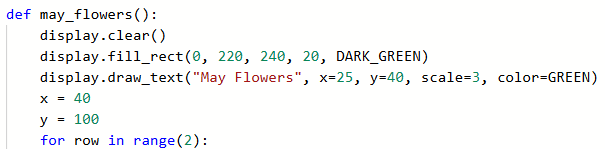 def may_flowers():
    display.clear()
    display.fill_rect(0, 220, 240, 20, DARK_GREEN)
    display.draw_text("May Flowers", x=25, y=40, scale=3, color=GREEN)
    x = 40
    y = 100
    for row in range(2):